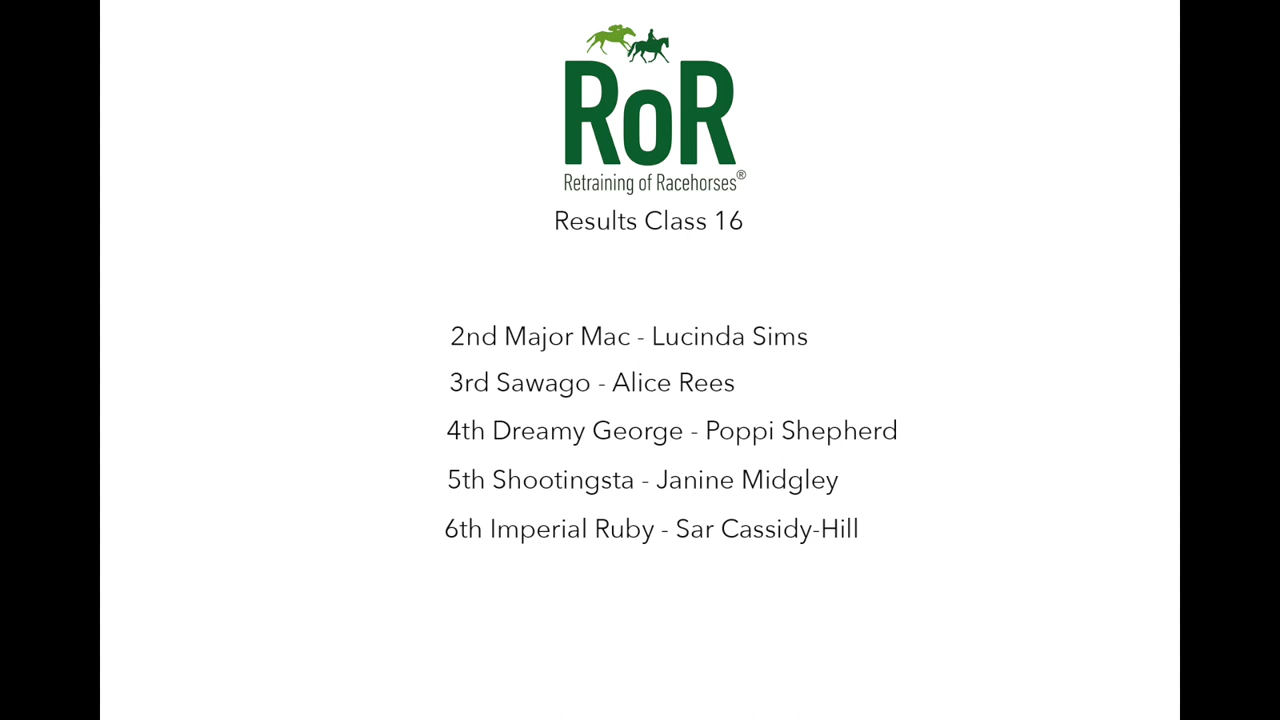 RoR
Retraining of Racehorses®
Results Class 16
2nd Major Mac - Lucinda Sims
3rd Sawago - Alice Rees
4th Dreamy George - Poppi Shepherd
5th Shootingsta - Janine Midgley
6th Imperial Ruby - Sar Cassidy-Hill